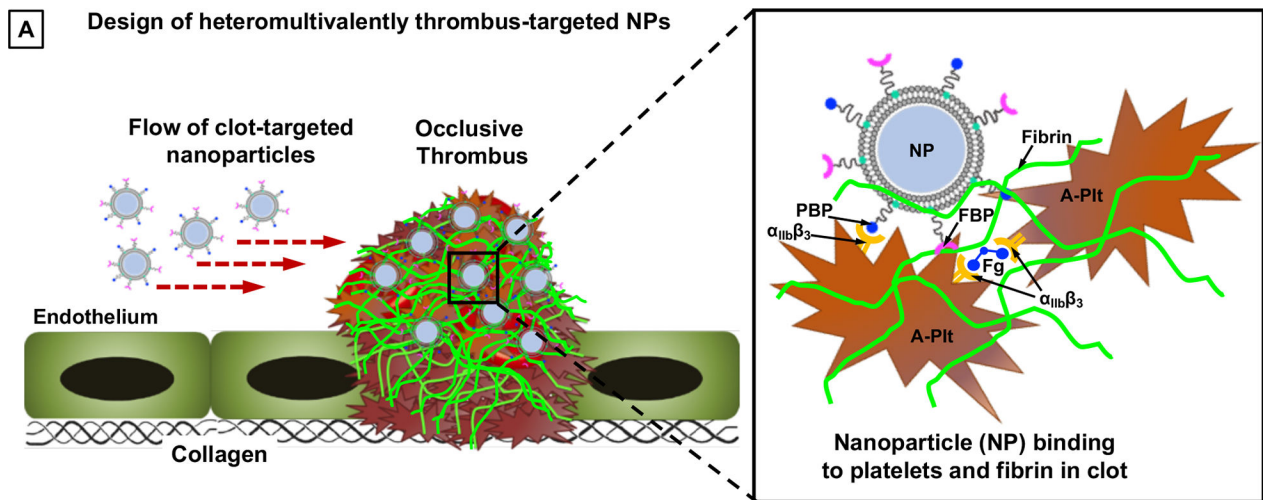 A
Design of heteromultivalently thrombus-targeted NPs
Flow of clot-targeted
nanoparticles
Occlusive
Thrombus
Endothelium
Collagen
NP
Fibrin
A-Plt
PBP
FBP
αIIbβ3
Fg
αIIbβ3
A-Plt
Nanoparticle (NP) binding
to platelets and fibrin in clot